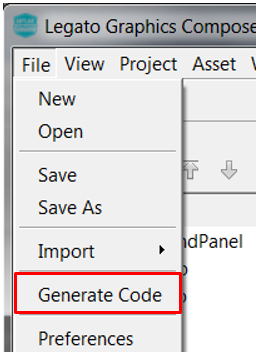 Legato Graphics Compose
File View Project Asset
New
Open
Save
Save As
Import
ndPanel
Generate Code
Preferences